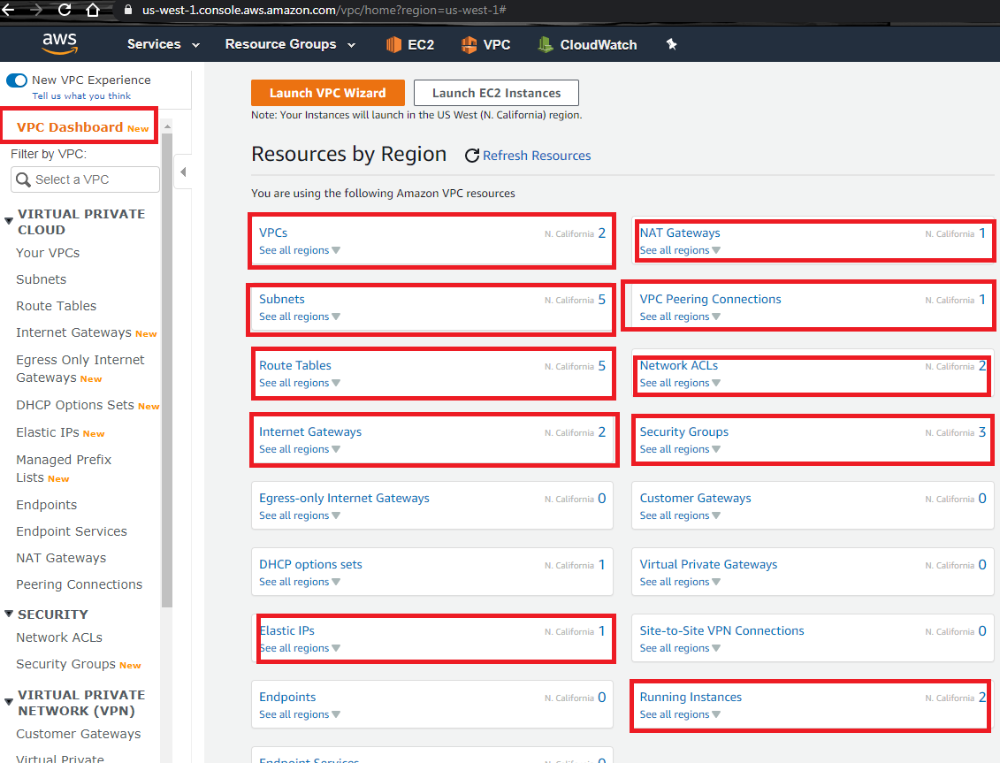 us-west-1.console.aws.amazon.com/vpc/home?region=us-west-1#
aws
Services
Resource Groups
EC2
VPC
CloudWatch
New VPC Experience
Tell us what you think
VPC Dashboard New
Filter by VPC:
Select a VPC
VIRTUAL PRIVATE
CLOUD
Your VPCs
Subnets
Route Tables
Internet Gateways New
Egress Only Internet
Gateways New
DHCP Options Sets New
Elastic IPs New
Managed Prefix
Lists New
Endpoints
Endpoint Services
NAT Gateways
Peering Connections
SECURITY
Network ACLs
Security Groups New
VIRTUAL PRIVATE
NETWORK (VPN)
Customer Gateways
Virtual Private
Launch VPC Wizard
Launch EC2 Instances
Note: Your Instances will launch in the US West (N. California) region.
Resources by Region
Refresh Resources
You are using the following Amazon VPC resources
VPCs N. California 2
See all regions
NAT Gateways N. California 1
See all regions
Subnets N. California 5
See all regions
VPC Peering Connections N. California 1
See all regions
Route Tables N. California 5
See all regions
Network ACLs N. California 2
See all regions
Internet Gateways N. California 2
See all regions
Security Groups N. California 3
See all regions
Egress-only Internet Gateways N. California 0
See all regions
Customer Gateways N. California 0
See all regions
DHCP options sets N. California 1
See all regions
Virtual Private Gateways N. California 0
See all regions
Elastic IPs N. California 1
See all regions
Site-to-Site VPN Connections N. California 0
See all regions
Endpoints N. California 0
See all regions
Running Instances N. California 2
See all regions
Endpoint Services N. California 0